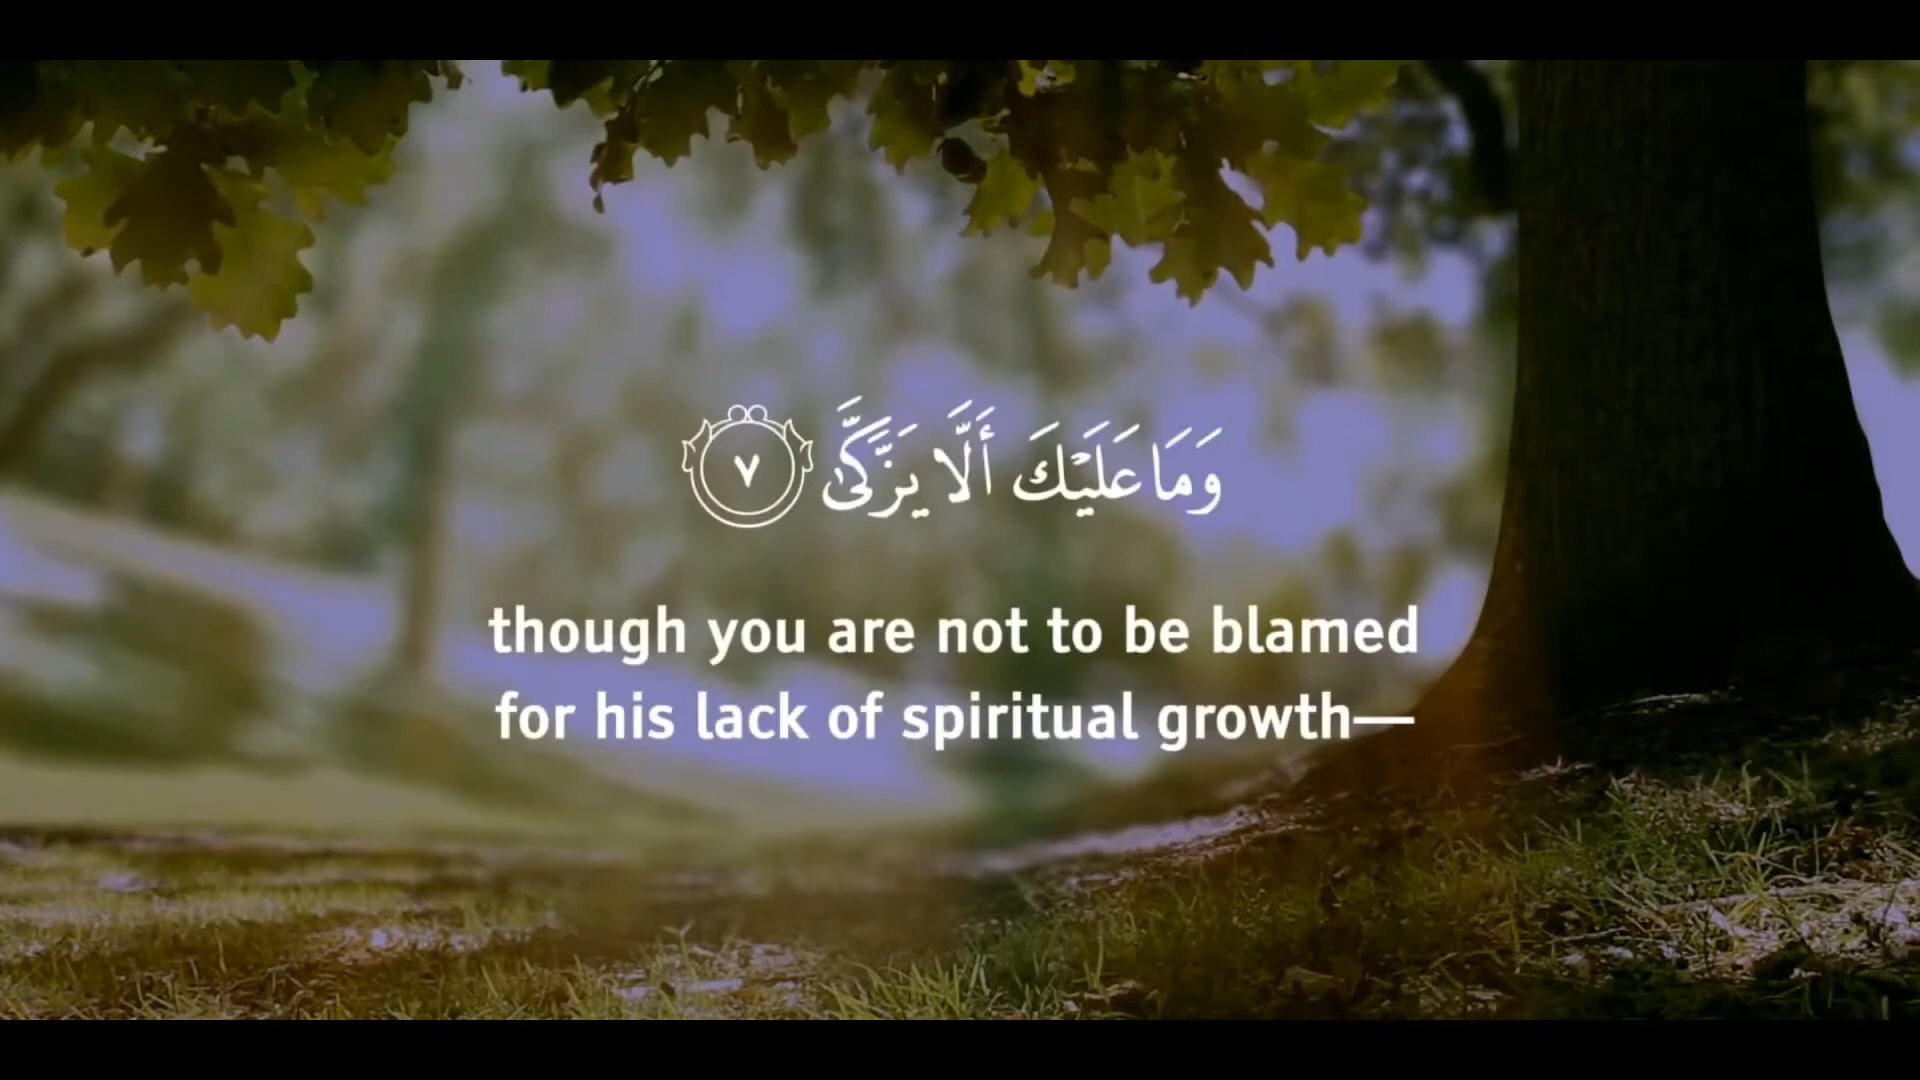 وَمَا عَلَيْكَ أَلَّا يَزَّكَّىٰ ٧
though you are not to be blamed
for his lack of spiritual growth—